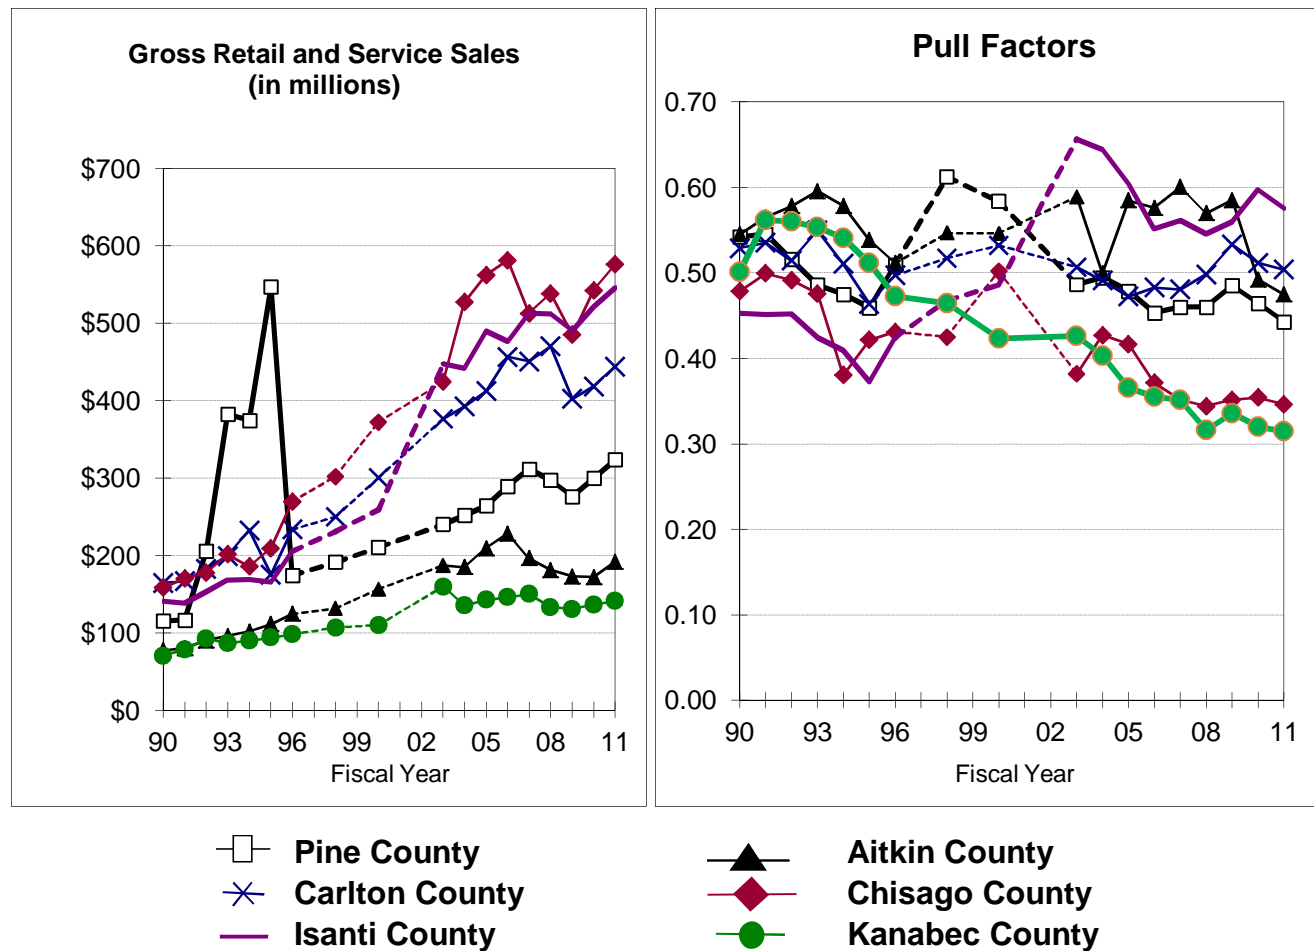 Gross Retail and Service Sales
(in millions)
$700
$600
$500
$400
$300
$200
$100
$0
90 93 96 99 02 05 08 11
Fiscal Year
Pull Factors
0.70
0.60
0.50
0.40
0.30
0.20
0.10
0.00
90 93 96 99 02 05 08 11
Fiscal Year
Pine County
Aitkin County
Carlton County
Chisago County
Isanti County
Kanabec County